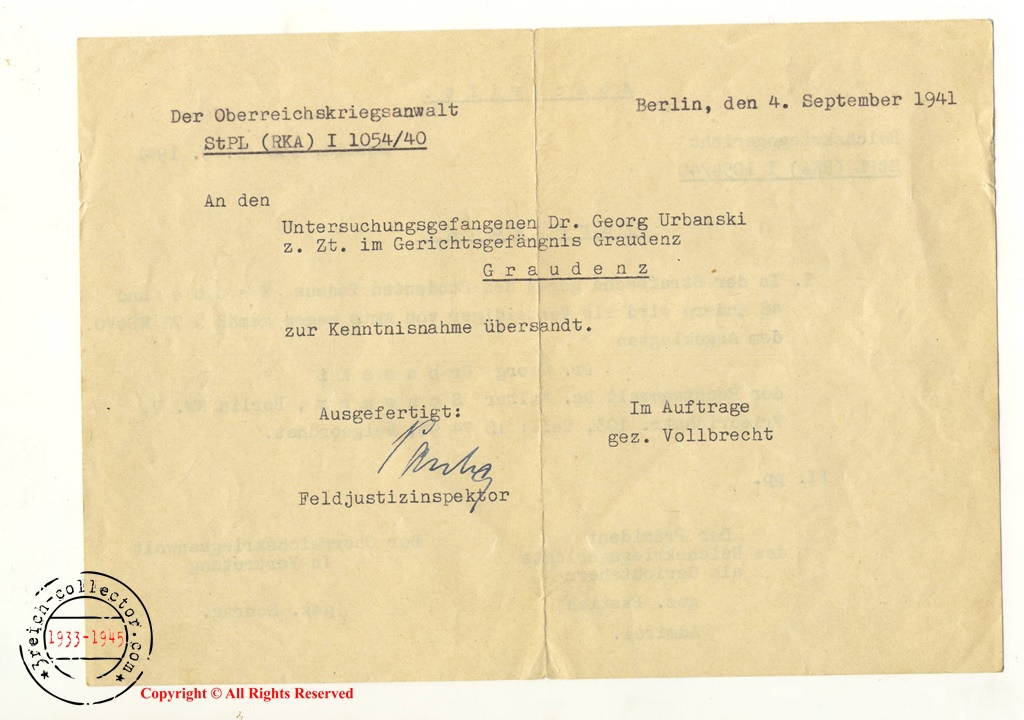 Der Oberreichskriegsanwalt
StPL (RKA) I 1054/40
Berlin, den 4. September 1941
An den
Untersuchungsgefangenen Dr. Georg Urbanski
z. Zt. im Gerichtsgefängnis Graudenz
G r a u d e n z
zur Kenntnisnahme übersandt.
Ausgefertigt:
Feldjustizinspektor
Im Auftrage
gez. Vollbrecht
3reich-collector.com
1933-1945
Copyright © All Rights Reserved